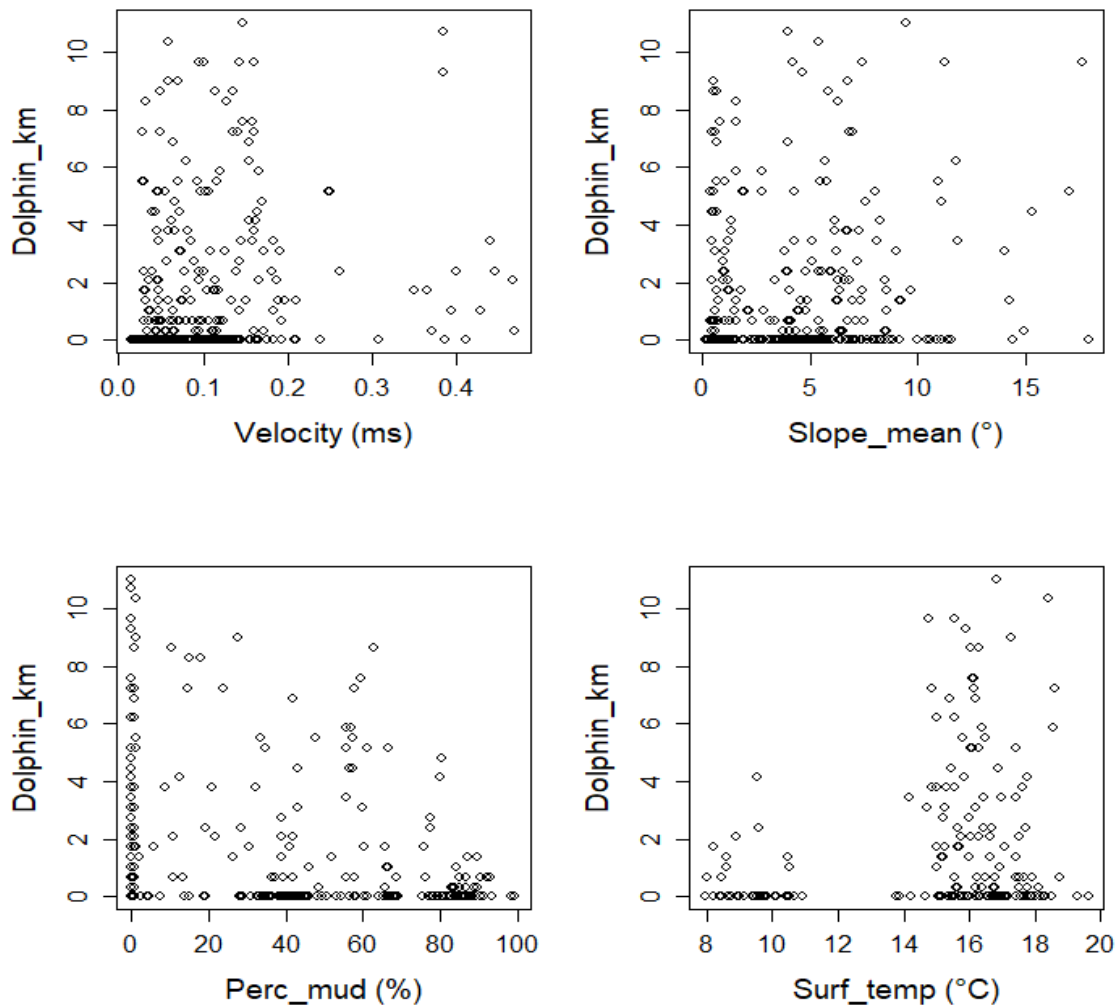 Dolphin_km
0 2 4 6 8 10
0.0 0.1 0.2 0.3 0.4
Velocity (ms)
Dolphin_km
0 2 4 6 8 10
0 5 10 15
Slope_mean (°)
Dolphin_km
0 2 4 6 8 10
0 20 40 60 80 100
Perc_mud (%)
Dolphin_km
0 2 4 6 8 10
8 10 12 14 16 18 20
Surf_temp (°C)